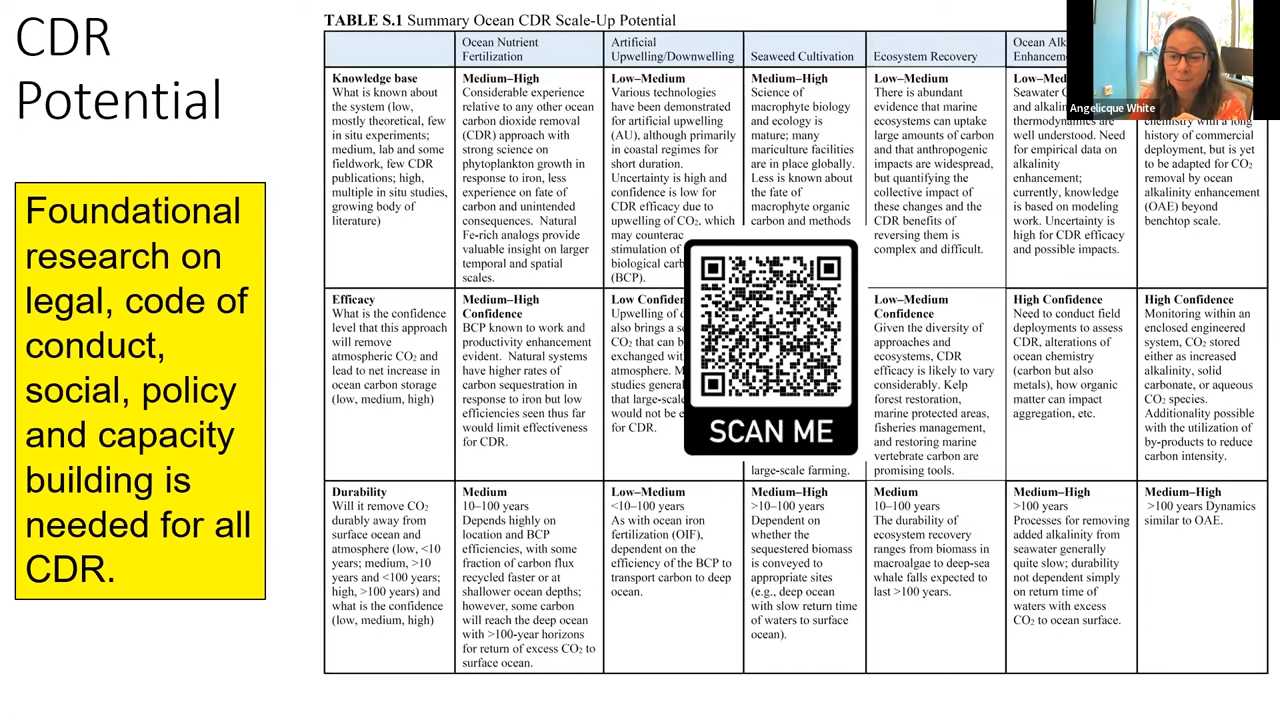 CDR
Potential
Foundational
research on
legal, code of
conduct,
social, policy
and capacity
building is
needed for all
CDR.
TABLE S.1 Summary Ocean CDR Scale-Up Potential
Ocean Nutrient
Fertilization
Artificial
Upwelling/Downwelling
Seaweed Cultivation
Ecosystem Recovery
Ocean
Angelicque White
Knowledge base
What is known about
the system (low,
mostly theoretical, few
in situ experiments;
medium, lab and some
fieldwork, few CDR
publications; high,
multiple in situ studies,
growing body of
literature)
Medium–High
Considerable experience
relative to any other ocean
carbon dioxide removal
(CDR) approach with
strong science on
phytoplankton growth in
response to iron, less
experience on fate of
carbon and unintended
consequences. Natural
Fe-rich analogs provide
valuable insight on larger
temporal and spatial
scales.
Low–Medium
Various technologies
have been demonstrated
for artificial upwelling
(AU), although primarily
in coastal regimes for
short duration.
Uncertainty is high and
confidence is low for
CDR efficacy due to
upwelling of CO₂, which
may
stimulation of
biological
(BCP).
Medium–High
Science of
macrophyte biology
and ecology is
mature; many
mariculture facilities
are in place globally.
Less is known about
the fate of
macrophyte organic
carbon and methods
Low–Medium
There is abundant
evidence that marine
ecosystems can uptake
large amounts of carbon
and that anthropogenic
impacts are widespread,
but quantifying the
collective impact of
these changes and the
CDR benefits of
reversing them is
complex and difficult.
Seawater
and
thermodynamics are
well understood. Need
for empirical data on
alkalinity
enhancement;
currently, knowledge
is based on modeling
work. Uncertainty is
high for CDR efficacy
and possible impacts.
chemistry with a long
history of commercial
deployment, but is yet
to be adapted for CO₂
removal by ocean
alkalinity enhancement
(OAE) beyond
benchtop scale.
Efficacy
What is the confidence
level that this approach
will remove
atmospheric CO₂ and
lead to net increase in
ocean carbon storage
(low, medium, high)
Medium–High
Confidence
BCP known to work and
productivity enhancement
evident. Natural systems
have higher rates of
carbon sequestration in
response to iron but low
efficiencies seen thus far
would limit effectiveness
for CDR.
Low
Upwelling of
also brings a
CO₂ that can
exchanged
atmosphere.
studies
that large-scale
would not be
for CDR.
SCAN ME
large-scale farming.
Low–Medium
Confidence
Given the diversity of
approaches and
ecosystems, CDR
efficacy is likely to vary
considerably. Kelp
forest restoration,
marine protected areas,
fisheries management,
and restoring marine
vertebrate carbon are
promising tools.
High Confidence
Need to conduct field
deployments to assess
CDR, alterations of
ocean chemistry
(carbon but also
metals), how organic
matter can impact
aggregation, etc.
High Confidence
Monitoring within an
enclosed engineered
system, CO₂ stored
either as increased
alkalinity, solid
carbonate, or aqueous
CO₂ species.
Additionality possible
with the utilization of
by-products to reduce
carbon intensity.
Durability
Will it remove CO₂
durably away from
surface ocean and
atmosphere (low, <10
years; medium, >10
years and <100 years;
high, >100 years) and
what is the confidence
(low, medium, high)
Medium
10–100 years
Depends highly on
location and BCP
efficiencies, with some
fraction of carbon flux
recycled faster or at
shallower ocean depths;
however, some carbon
will reach the deep ocean
with >100-year horizons
for return of excess CO₂ to
surface ocean.
Low–Medium
<10–100 years
As with ocean iron
fertilization (OIF),
dependent on the
efficiency of the BCP to
transport carbon to deep
ocean.
Medium–High
>10–100 years
Dependent on
whether the
sequestered biomass
is conveyed to
appropriate sites
(e.g., deep ocean
with slow return time
of waters to surface
ocean).
Medium
10–100 years
The durability of
ecosystem recovery
ranges from biomass in
macroalgae to deep-sea
whale falls expected to
last >100 years.
Medium–High
>100 years
Processes for removing
added alkalinity from
seawater generally
quite slow; durability
not dependent simply
on return time of
waters with excess
CO₂ to ocean surface.
Medium–High
>100 years Dynamics
similar to OAE.